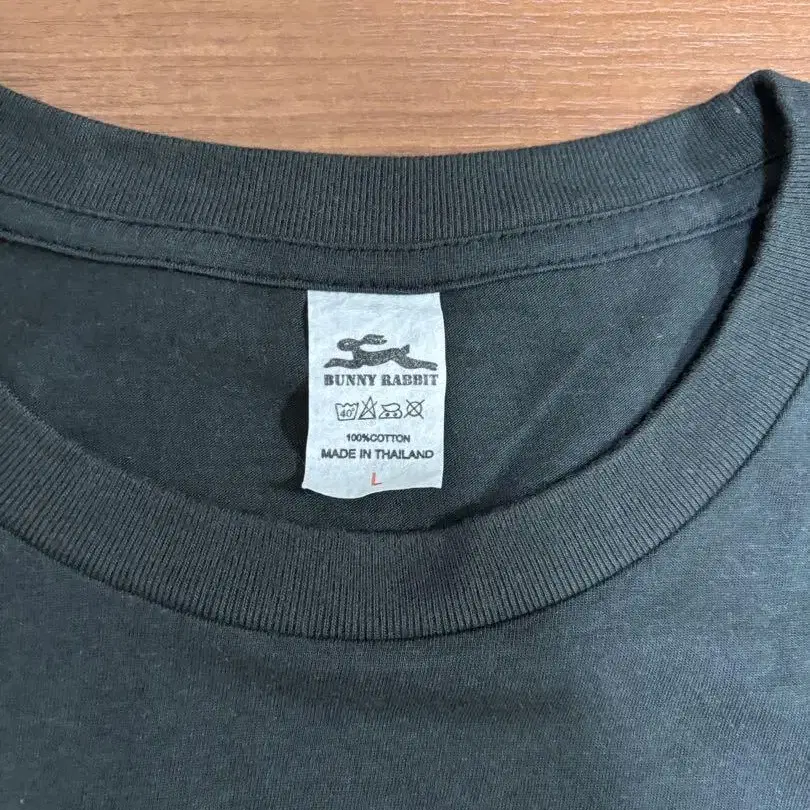 BUNNY RABBIT
40°
100%COTTON
MADE IN THAILAND
L